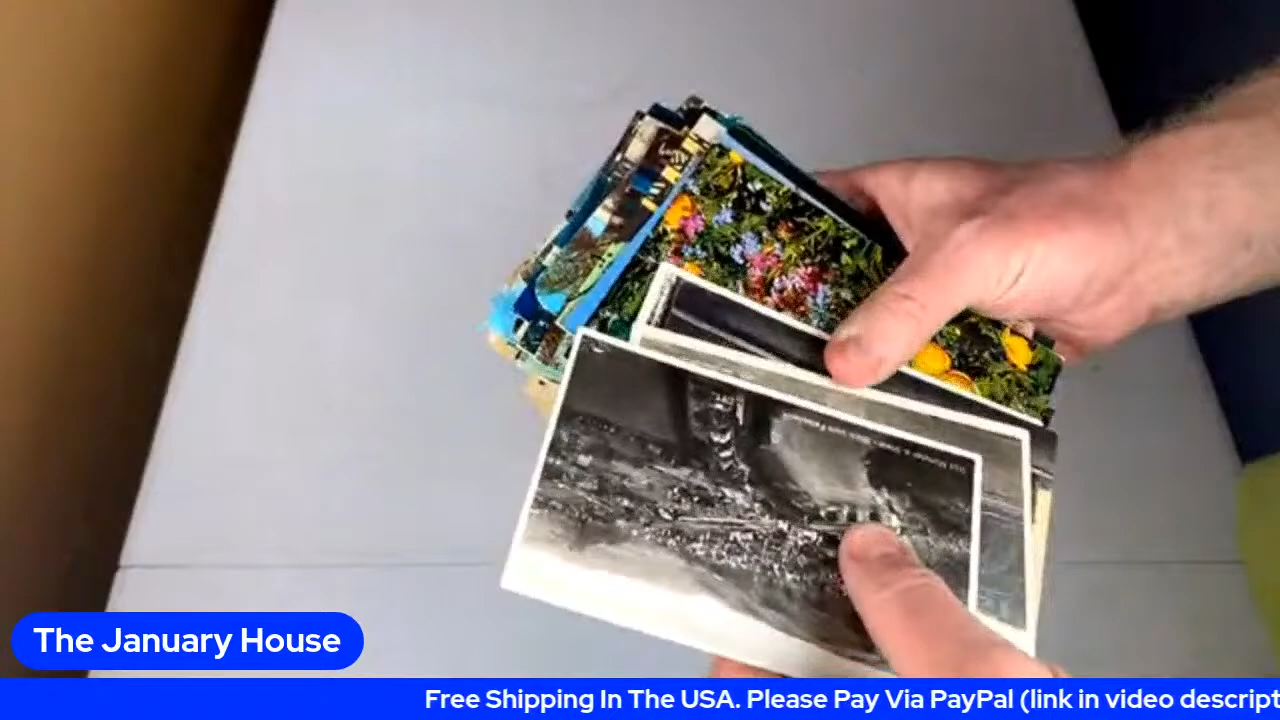 The January House
Free Shipping In The USA. Please Pay Via PayPal (link in video descript